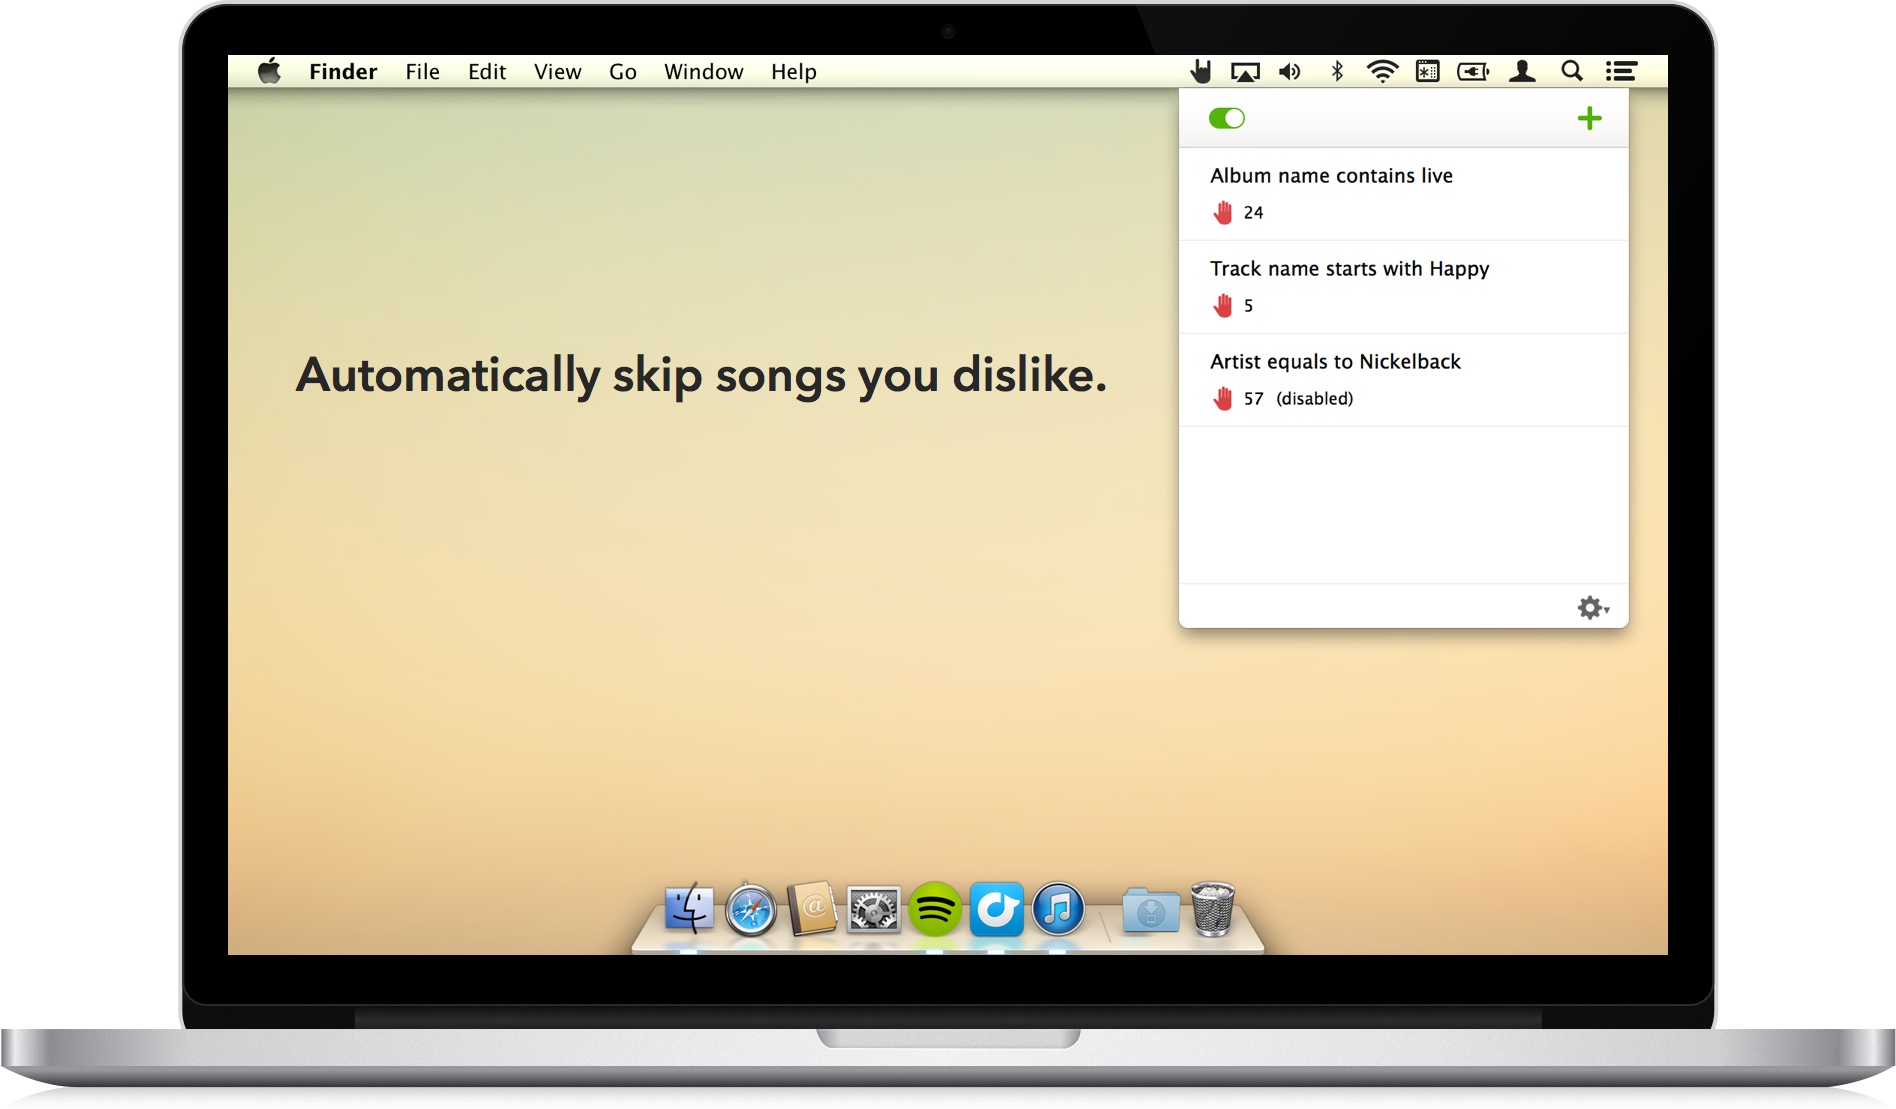 Finder File Edit View Go Window Help
Album name contains live
24
Track name starts with Happy
5
Automatically skip songs you dislike.
Artist equals to Nickelback
57 (disabled)
@